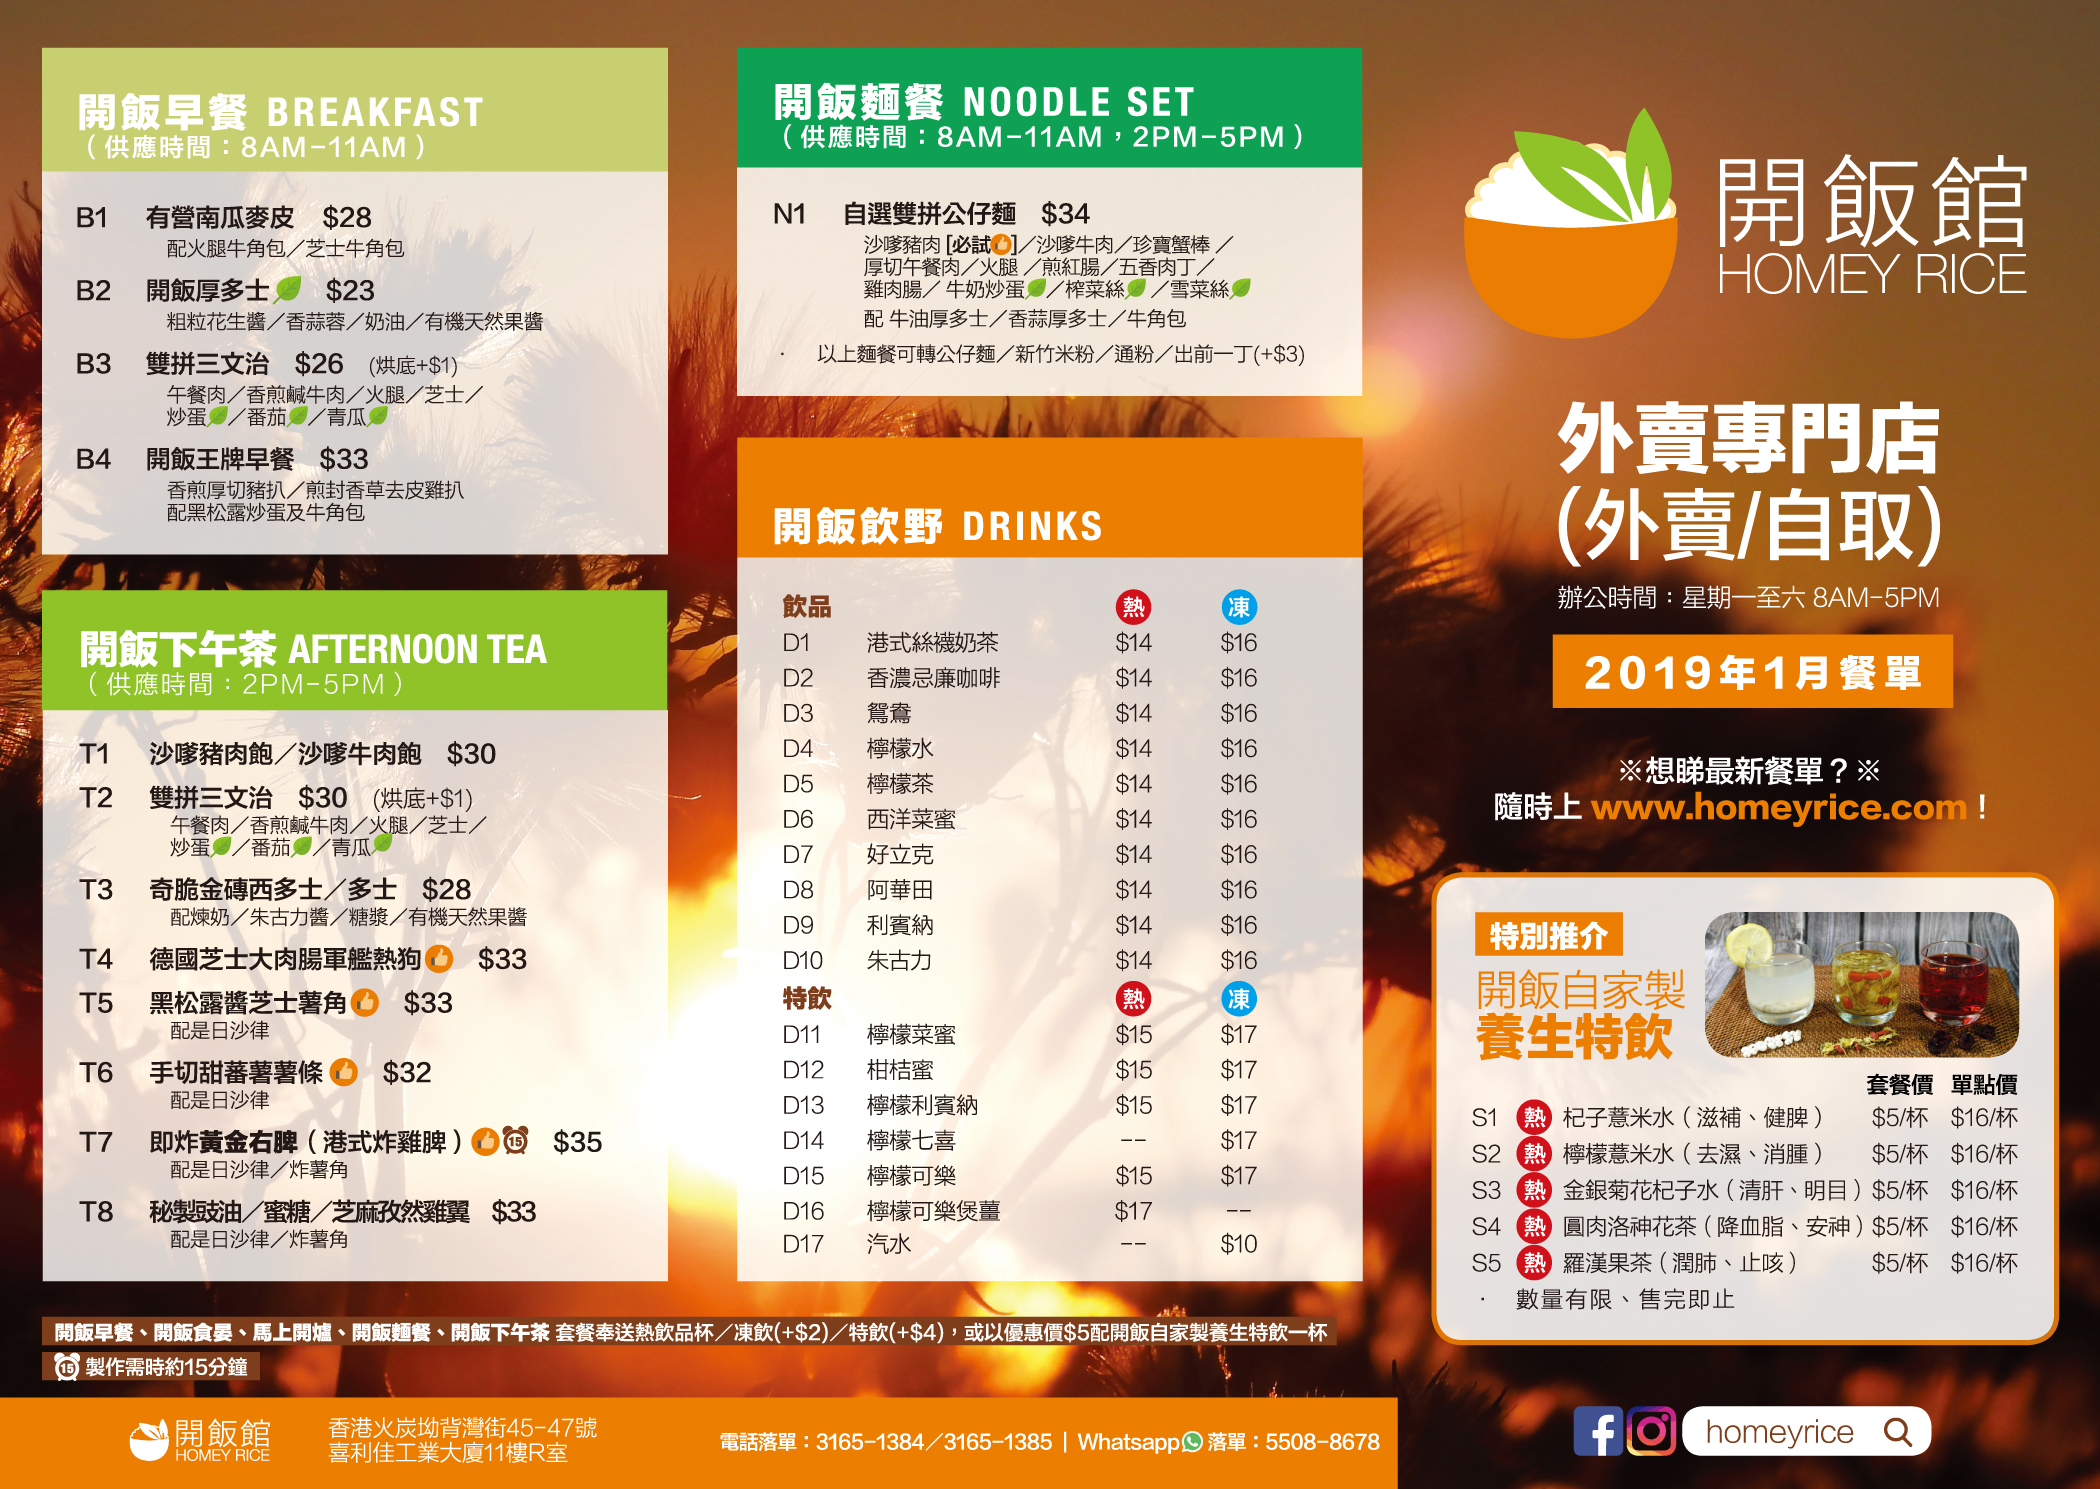 開飯早餐 BREAKFAST
（供應時間：8AM-11AM）
B1 有營南瓜麥皮 $28
配火腿牛角包／芝士牛角包
B2 開飯厚多士 $23
粗粒花生醬／香蒜蓉／奶油／有機天然果醬
B3 雙拼三文治 $26 (烘底+$1)
午餐肉／香煎鹹牛肉／火腿／芝士／
炒蛋／番茄／青瓜
B4 開飯王牌早餐 $33
香煎厚切豬扒／煎封香草去皮雞扒
配黑松露炒蛋及牛角包
開飯下午茶 AFTERNOON TEA
（供應時間：2PM-5PM）
T1 沙嗲豬肉飽／沙嗲牛肉飽 $30
T2 雙拼三文治 $30 (烘底+$1)
午餐肉／香煎鹹牛肉／火腿／芝士／
炒蛋／番茄／青瓜
T3 奇脆金磚西多士／多士 $28
配煉奶／朱古力醬／糖漿／有機天然果醬
T4 德國芝士大肉腸軍艦熱狗 $33
T5 黑松露醬芝士薯角 $33
配是日沙律
T6 手切甜蕃薯薯條 $32
配是日沙律
T7 即炸黃金右脾（港式炸雞脾） 15 $35
配是日沙律／炸薯角
T8 秘製豉油／蜜糖／芝麻孜然雞翼 $33
配是日沙律／炸薯角
開飯麵餐 NOODLE SET
（供應時間：8AM-11AM，2PM-5PM）
N1 自選雙拼公仔麵 $34
沙嗲豬肉 [必試]／沙嗲牛肉／珍寶蟹棒／
厚切午餐肉／火腿／煎紅腸／五香肉丁／
雞肉腸／ 牛奶炒蛋／榨菜絲／雪菜絲
配 牛油厚多士／香蒜厚多士／牛角包
· 以上麵餐可轉公仔麵／新竹米粉／通粉／出前一丁(+$3)
開飯飲野 DRINKS
飲品 熱 凍
D1 港式絲襪奶茶 $14 $16
D2 香濃忌廉咖啡 $14 $16
D3 鴛鴦 $14 $16
D4 檸檬水 $14 $16
D5 檸檬茶 $14 $16
D6 西洋菜蜜 $14 $16
D7 好立克 $14 $16
D8 阿華田 $14 $16
D9 利賓納 $14 $16
D10 朱古力 $14 $16
特飲 熱 凍
D11 檸檬菜蜜 $15 $17
D12 柑桔蜜 $15 $17
D13 檸檬利賓納 $15 $17
D14 檸檬七喜 -- $17
D15 檸檬可樂 $15 $17
D16 檸檬可樂煲薑 $17 --
D17 汽水 -- $10
開飯早餐、開飯食晏、馬上開爐、開飯麵餐、開飯下午茶 套餐奉送熱飲品杯／凍飲(+$2)／特飲(+$4)，或以優惠價$5配開飯自家製養生特飲一杯
15 製作需時約15分鐘
開飯館
HOMEY RICE
香港火炭坳背灣街45-47號
喜利佳工業大廈11樓R室
電話落單：3165-1384／3165-1385 | Whatsapp 落單：5508-8678
開飯館
HOMEY RICE
外賣專門店
(外賣/自取)
辦公時間：星期一至六 8AM-5PM
2019年1月餐單
※想睇最新餐單？※
隨時上 www.homeyrice.com！
特別推介
開飯自家製
養生特飲
套餐價 單點價
S1 熱 杞子薏米水（滋補、健脾） $5/杯 $16/杯
S2 熱 檸檬薏米水（去濕、消腫） $5/杯 $16/杯
S3 熱 金銀菊花杞子水（清肝、明目） $5/杯 $16/杯
S4 熱 圓肉洛神花茶（降血脂、安神） $5/杯 $16/杯
S5 熱 羅漢果茶（潤肺、止咳） $5/杯 $16/杯
· 數量有限、售完即止
homeyrice